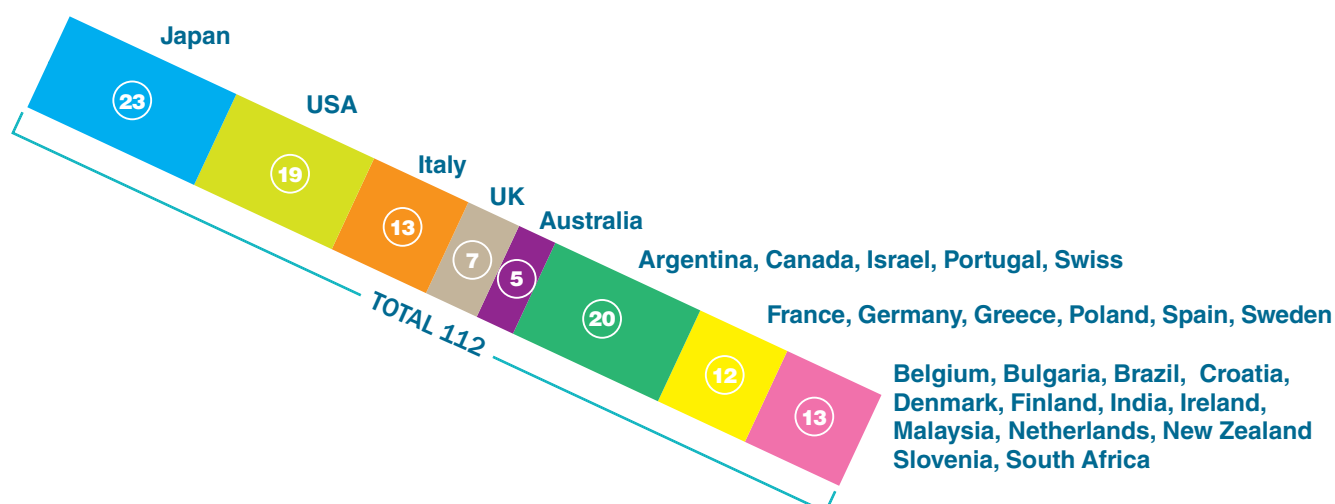 Japan
23
USA
19
Italy
13
UK
7
Australia
5
Argentina, Canada, Israel, Portugal, Swiss
20
France, Germany, Greece, Poland, Spain, Sweden
12
Belgium, Bulgaria, Brazil, Croatia,
Denmark, Finland, India, Ireland,
Malaysia, Netherlands, New Zealand
Slovenia, South Africa
13
TOTAL 112